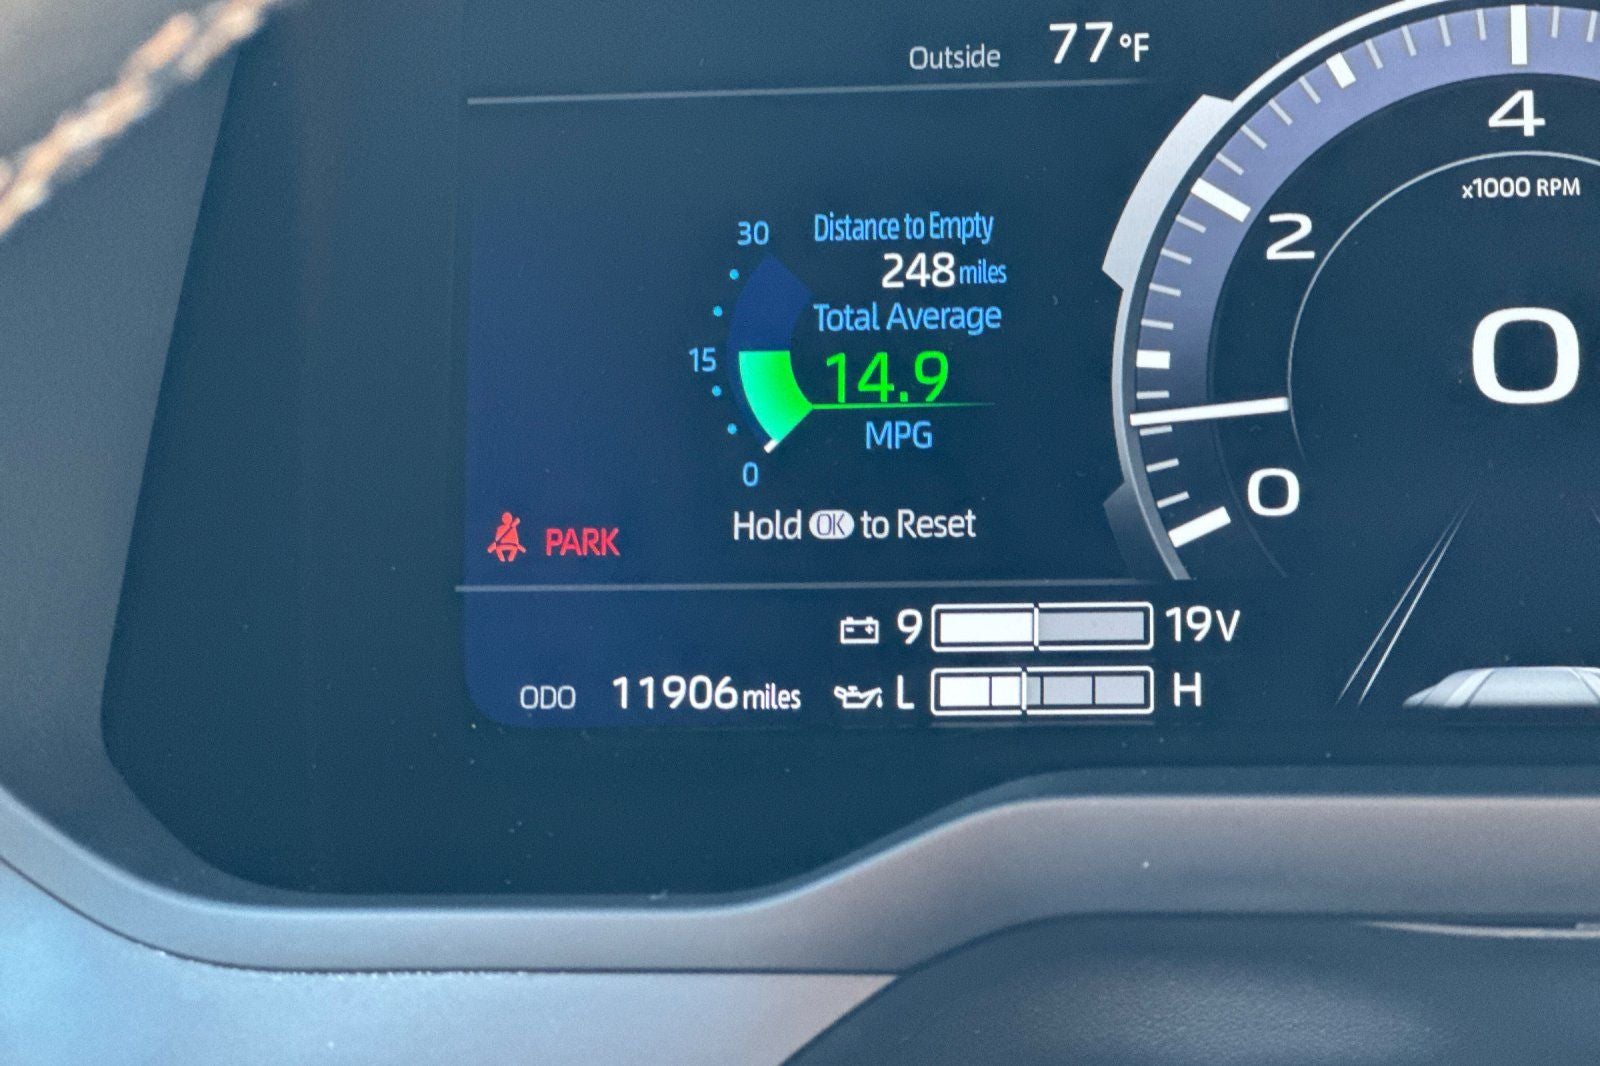 Outside 77°F
4
x1000 RPM
2
0
0
30
15
0
Distance to Empty
248 miles
Total Average
14.9
MPG
Hold OK to Reset
PARK
9 19V
ODO 11906 miles L H